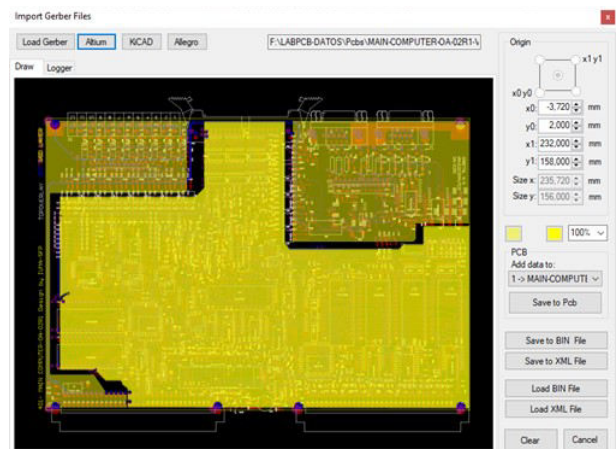 Import Gerber Files
Load Gerber
Altium
KiCAD
Allegro
F:\LABPCB-DATOS\Pcbs\MAIN-COMPUTER-OA-02R1-V
Draw
Logger
Origin
x1 y1
x0 y0
x0: -3,720 mm
y0: 2,000 mm
x1: 232,000 mm
y1: 158,000 mm
Size x: 235,720 mm
Size y: 156,000 mm
100%
PCB
Add data to:
1 -> MAIN-COMPUTE
Save to Pcb
Save to BIN File
Save to XML File
Load BIN File
Load XML File
Clear
Cancel